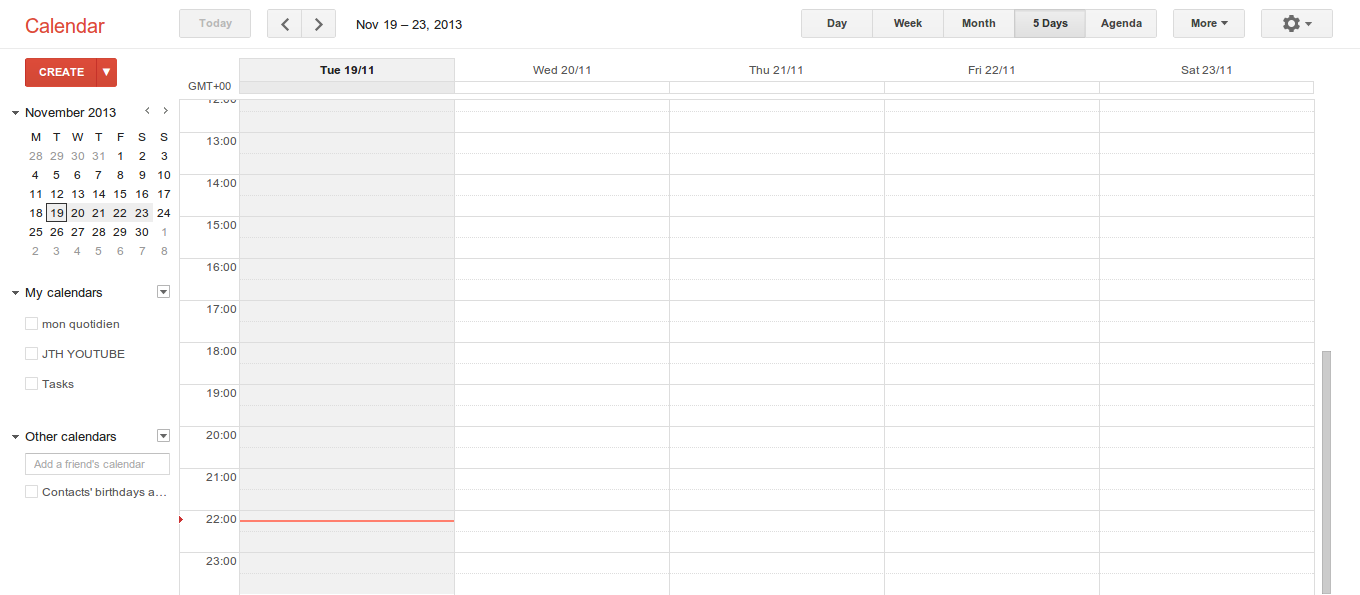 Calendar
Today
Nov 19 – 23, 2013
Day Week Month 5 Days Agenda
More
CREATE
November 2013
M T W T F S S
28 29 30 31 1 2 3
4 5 6 7 8 9 10
11 12 13 14 15 16 17
18 19 20 21 22 23 24
25 26 27 28 29 30 1
2 3 4 5 6 7 8
My calendars
mon quotidien
JTH YOUTUBE
Tasks
Other calendars
Add a friend's calendar
Contacts' birthdays a…
Tue 19/11 Wed 20/11 Thu 21/11 Fri 22/11 Sat 23/11
GMT+00
12:00
13:00
14:00
15:00
16:00
17:00
18:00
19:00
20:00
21:00
22:00
23:00